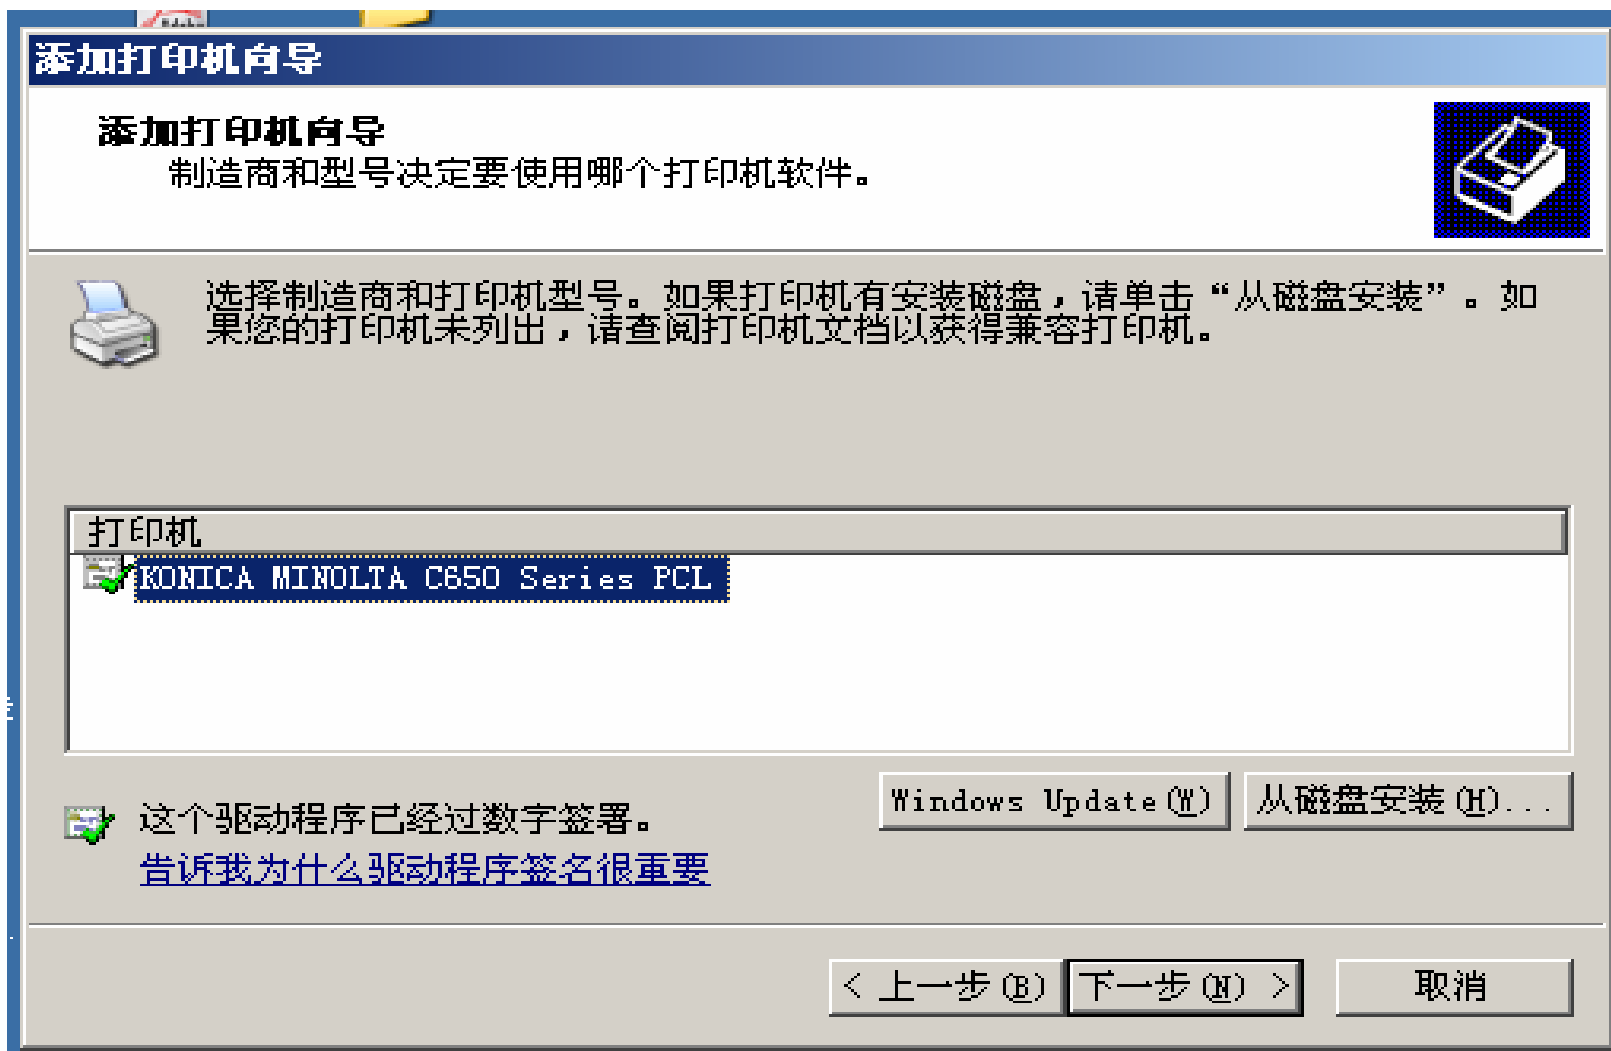 添加打印机向导
添加打印机向导
制造商和型号决定要使用哪个打印机软件。
选择制造商和打印机型号。如果打印机有安装磁盘，请单击“从磁盘安装”。如
果您的打印机未列出，请查阅打印机文档以获得兼容打印机。
打印机
KONICA MINOLTA C650 Series PCL
Windows Update(W) 从磁盘安装(H)...
这个驱动程序已经过数字签署。
告诉我为什么驱动程序签名很重要
< 上一步(B) 下一步(N) > 取消